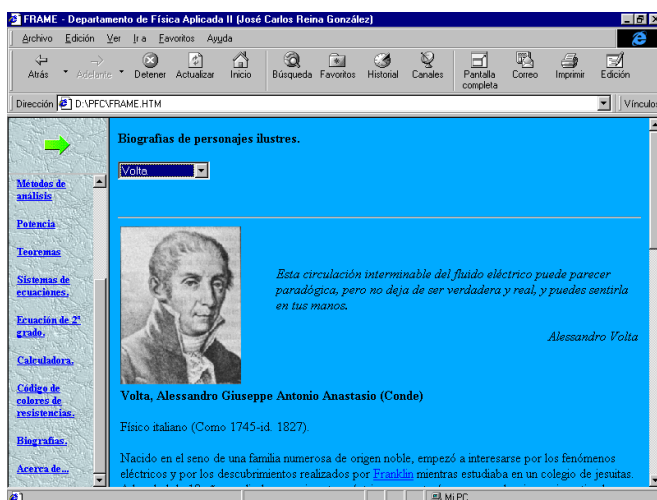 FRAME - Departamento de Física Aplicada II (José Carlos Reina González)
Archivo Edición Ver Ir a Favoritos Ayuda
Atrás Adelante Detener Actualizar Inicio Búsqueda Favoritos Historial Canales Pantalla completa Correo Imprimir Edición
Dirección D:\PFC\FRAME.HTM Vínculos
Métodos de
análisis
Potencia
Teoremas
Sistemas de
ecuaciones.
Ecuación de 2º
grado.
Calculadora.
Código de
colores de
resistencias.
Biografias.
Acerca de...
Biografias de personajes ilustres.
Volta
Esta circulación interminable del fluido eléctrico puede parecer
paradógica, pero no deja de ser verdadera y real, y puedes sentirla
en tus manos.
Alessandro Volta
Volta, Alessandro Giuseppe Antonio Anastasio (Conde)
Físico italiano (Como 1745-id. 1827).
Nacido en el seno de una familia numerosa de origen noble, empezó a interesarse por los fenómenos
eléctricos y por los descubrimientos realizados por Franklin mientras estudiaba en un colegio de jesuitas.
Mi PC